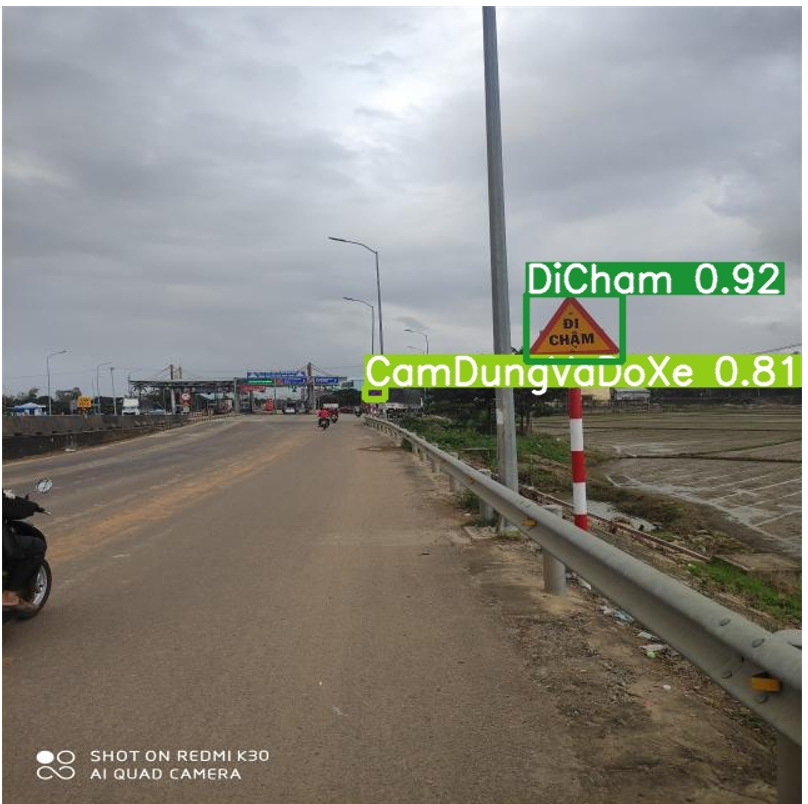 DiCham 0.92
ĐI
CHẬM
CamDungvaDoXe 0.81
SHOT ON REDMI K30
AI QUAD CAMERA